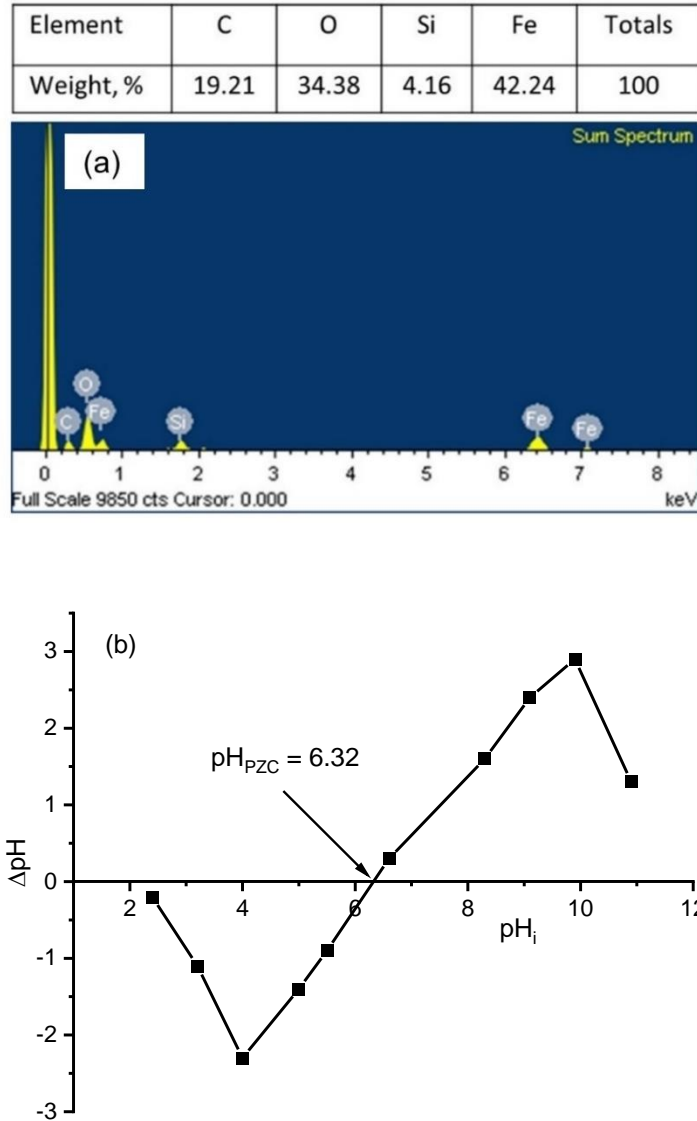 Element C O Si Fe Totals
Weight, % 19.21 34.38 4.16 42.24 100
Sum Spectrum
(a)
O
C Fe Si Fe Fe
0 1 2 3 4 5 6 7 8
Full Scale 9850 cts Cursor: 0.000 keV
(b)
3
2
pH_PZC = 6.32
1
ΔpH
0
2 4 6 8 10 12
pH_i
-1
-2
-3